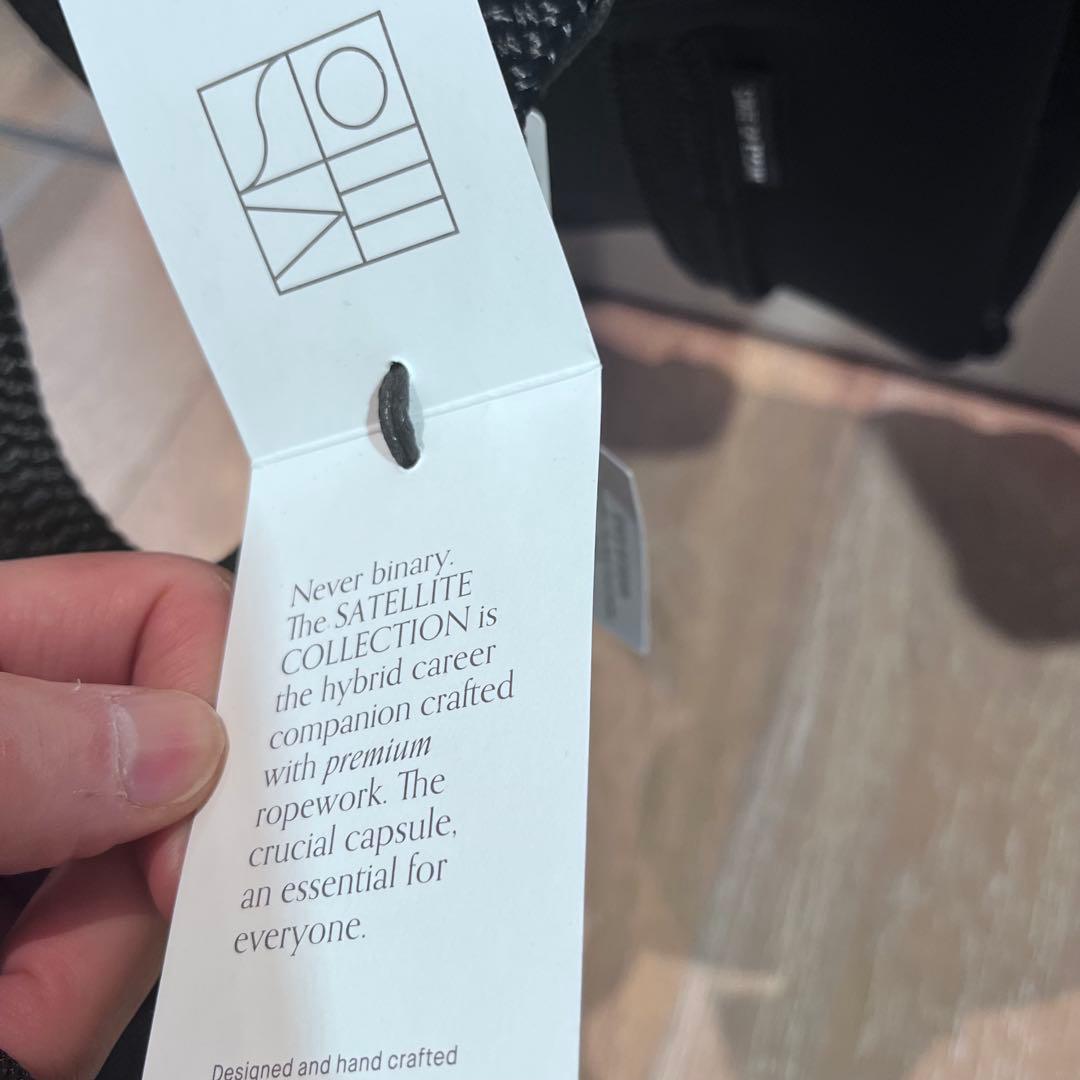 Never binary.
The SATELLITE
COLLECTION is
the hybrid career
companion crafted
with premium
ropework. The
crucial capsule,
an essential for
everyone.
Designed and hand crafted